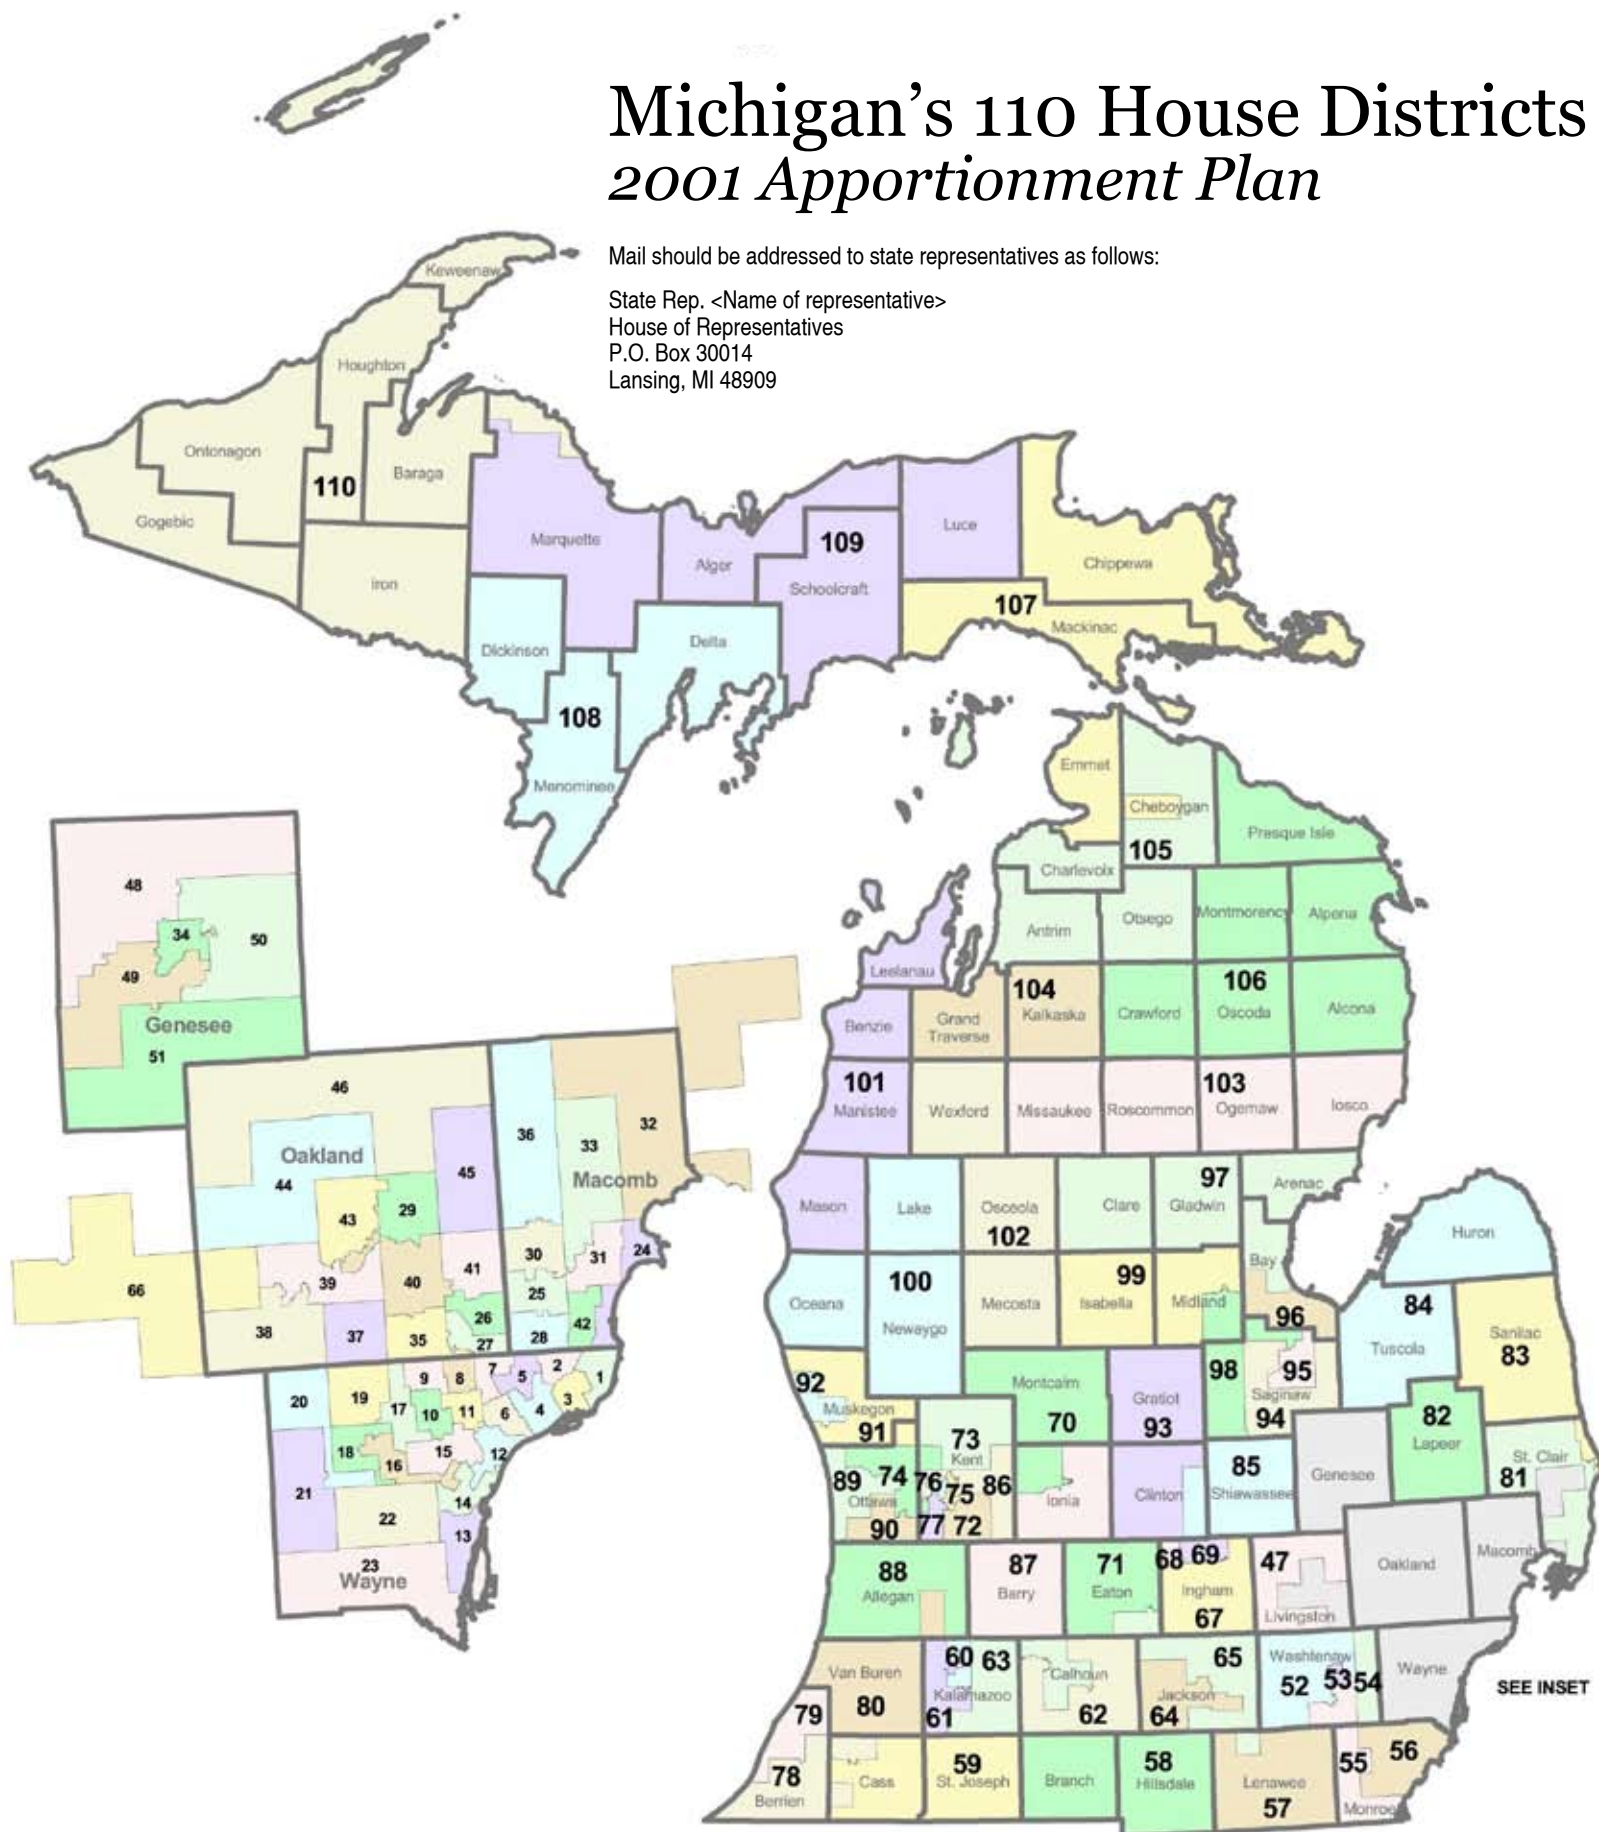 Michigan's 110 House Districts
2001 Apportionment Plan
Mail should be addressed to state representatives as follows:
State Rep. <Name of representative>
House of Representatives
P.O. Box 30014
Lansing, MI 48909
Keweenaw
Houghton
Ontonagon
Baraga
110
Gogebic
Iron
Marquette
Alger
109
Schoolcraft
Luce
Chippewa
107
Mackinac
Dickinson
Delta
108
Menominee
Emmet
Cheboygan
105
Presque Isle
Charlevoix
Antrim
Otsego
Montmorency
Alpena
Leelanau
Benzie
Grand
Traverse
104
Kalkaska
Crawford
106
Oscoda
Alcona
101
Manistee
Wexford
Missaukee
Roscommon
103
Ogemaw
Iosco
Mason
Lake
Osceola
102
Clare
97
Gladwin
Arenac
Huron
Oceana
100
Newaygo
Mecosta
99
Isabella
Midland
Bay
96
84
Tuscola
Sanilac
83
92
Muskegon
91
Montcalm
70
Gratiot
93
98
95
Saginaw
94
82
Lapeer
73
Kent
89
74
76
75
86
Ottawa
90
77
72
Ionia
Clinton
85
Shiawassee
Genesee
St. Clair
81
88
Allegan
87
Barry
71
Eaton
68
69
Ingham
67
47
Livingston
Oakland
Macomb
Van Buren
80
60
63
Kalamazoo
61
Calhoun
62
65
Jackson
64
Washtenaw
52
53
54
Wayne
SEE INSET
79
78
Berrien
Cass
59
St. Joseph
Branch
58
Hillsdale
Lenawee
57
55
56
Monroe
48
34
50
49
Genesee
51
46
Oakland
44
45
36
33
32
Macomb
43
29
66
39
40
41
30
31
24
25
38
37
35
26
27
28
42
20
19
9
8
7
5
2
1
17
10
11
6
4
3
18
16
15
12
21
22
14
13
23
Wayne